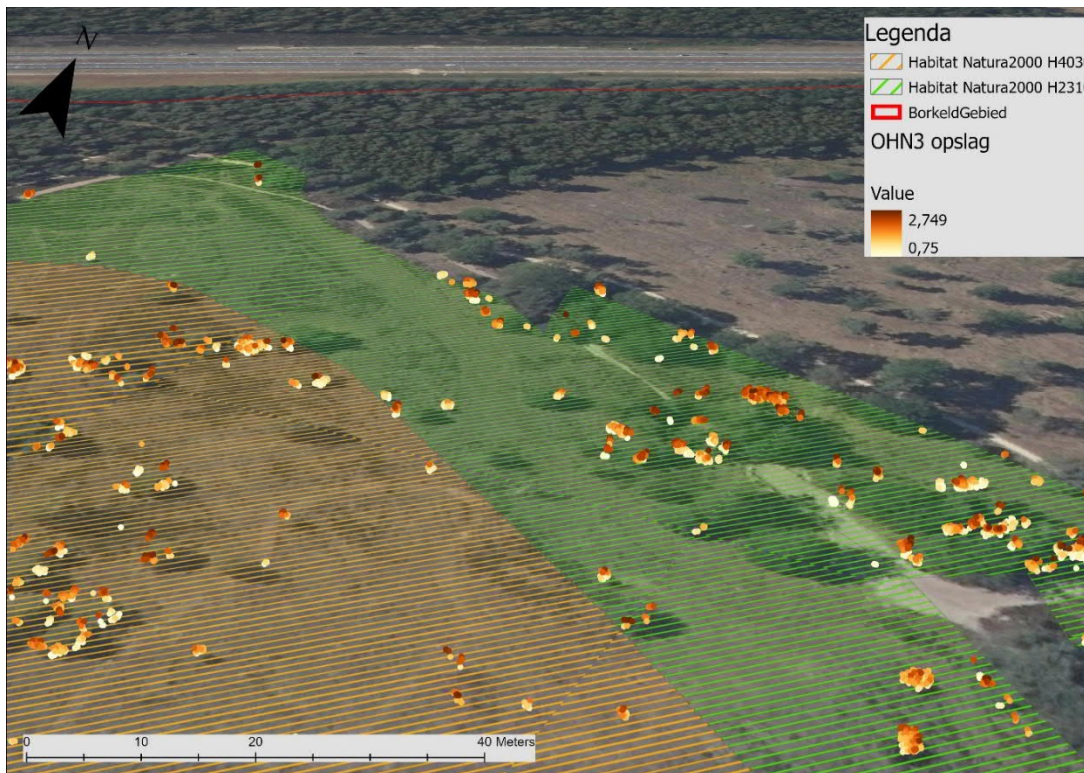 N
Legenda
Habitat Natura2000 H403
Habitat Natura2000 H231
BorkeldGebied
OHN3 opslag
Value
2,749
0,75
0 10 20 40 Meters